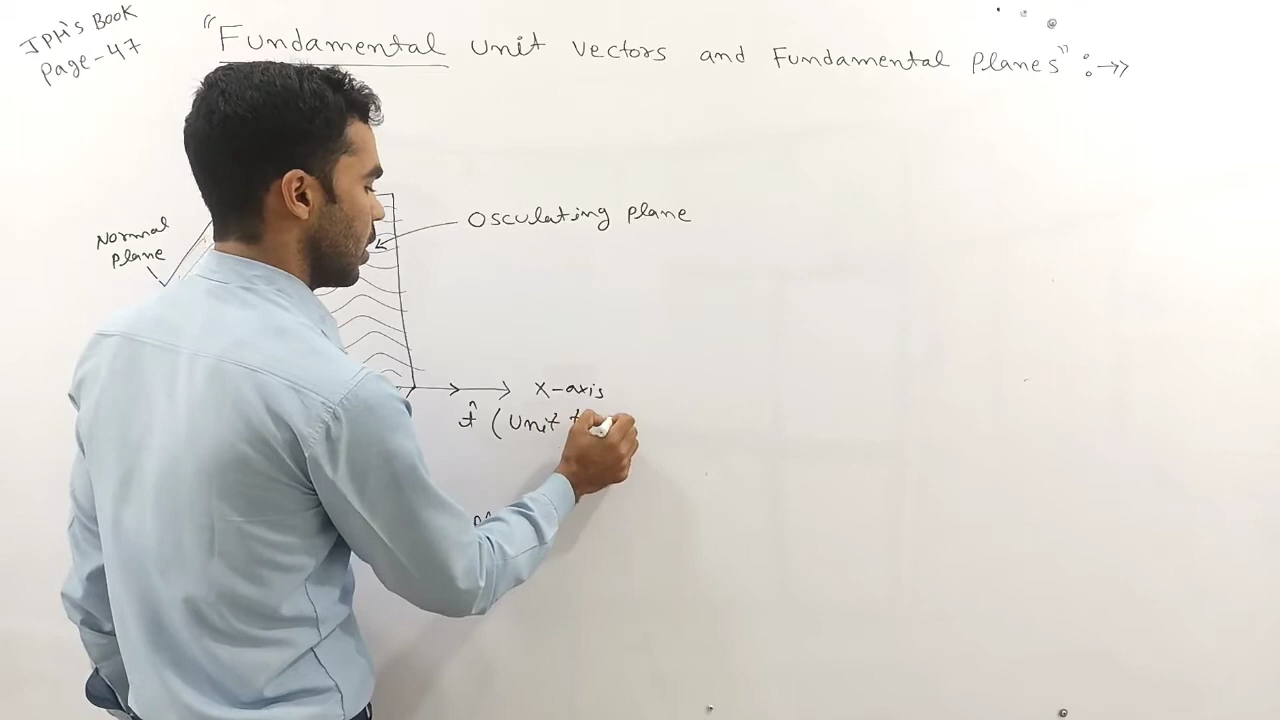 JPH's Book
Page-47
"Fundamental Unit Vectors and Fundamental Planes" :→
Osculating plane
Normal
plane
X-axis
t̂ (Unit t